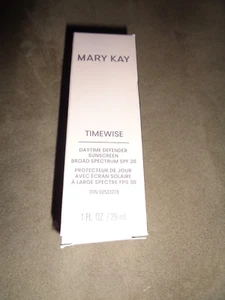 MARY KAY
TIMEWISE
DAYTIME DEFENDER
SUNSCREEN
BROAD SPECTRUM SPF 30
PROTECTEUR DE JOUR
AVEC ÉCRAN SOLAIRE
À LARGE SPECTRE FPS 30
1 FL. OZ. / 29 mL